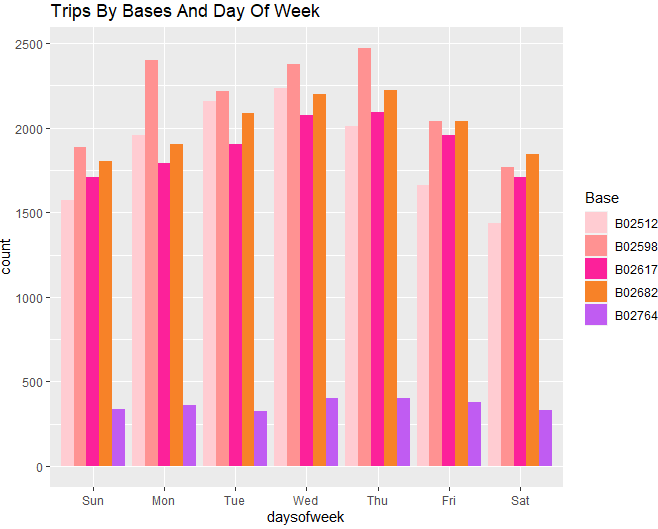 Trips By Bases And Day Of Week
2500
2000
1500
1000
500
0
count
Sun Mon Tue Wed Thu Fri Sat
daysofweek
Base
B02512
B02598
B02617
B02682
B02764